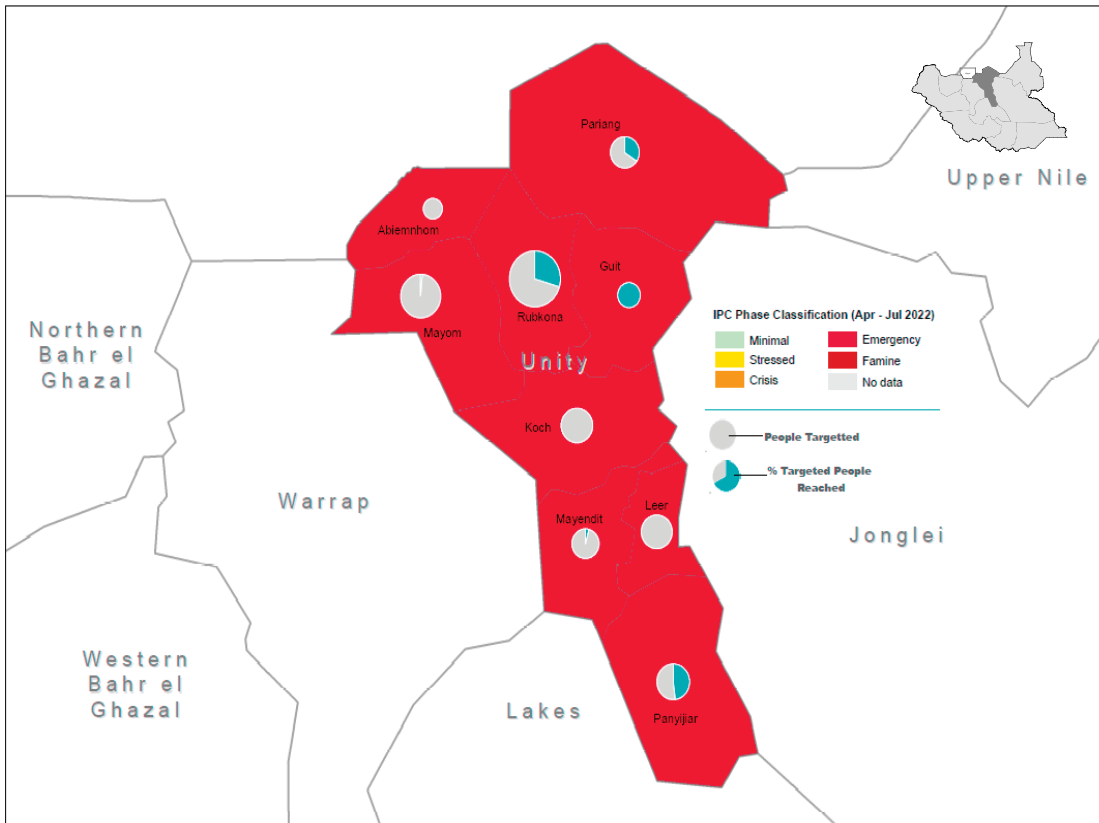 Pariang
Upper Nile
Abiemnhom
Guit
Rubkona
Mayom
Northern
Bahr el
Ghazal
Unity
IPC Phase Classification (Apr - Jul 2022)
Minimal
Emergency
Stressed
Famine
Crisis
No data
Koch
People Targetted
% Targeted People
Reached
Warrap
Leer
Mayendit
Jonglei
Western
Bahr el
Ghazal
Lakes
Panyijiar